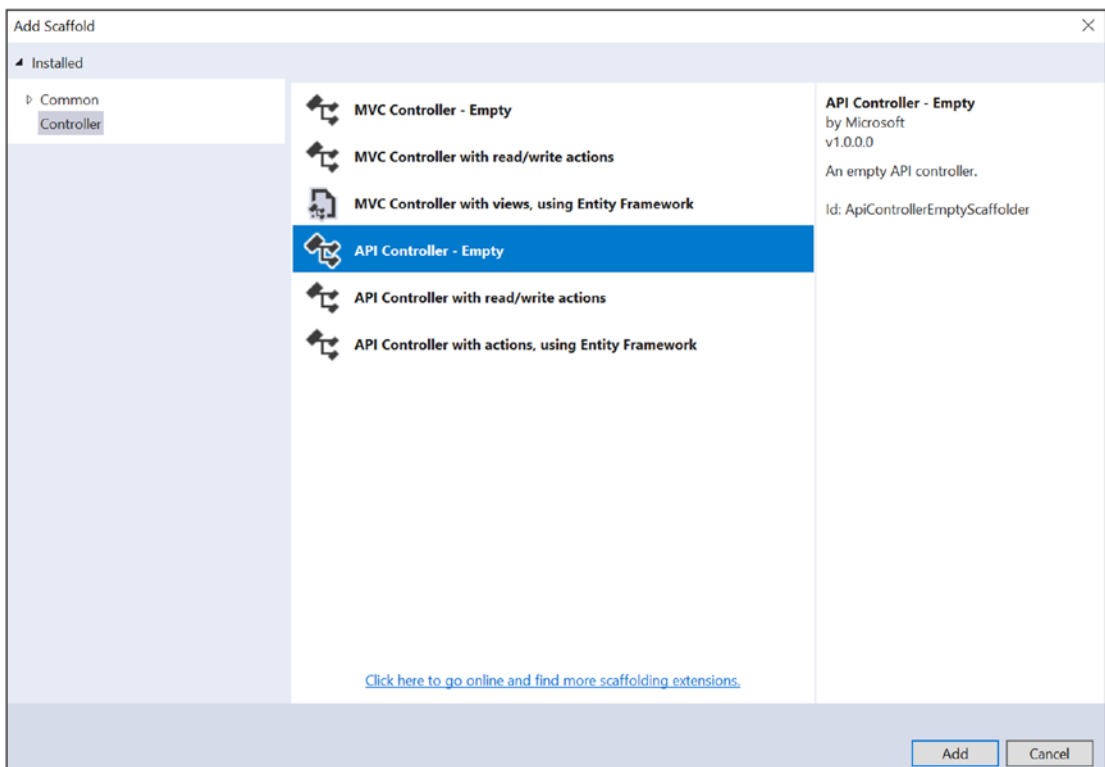 Add Scaffold
Installed
Common
Controller
MVC Controller - Empty
MVC Controller with read/write actions
MVC Controller with views, using Entity Framework
API Controller - Empty
API Controller with read/write actions
API Controller with actions, using Entity Framework
Click here to go online and find more scaffolding extensions.
API Controller - Empty
by Microsoft
v1.0.0.0
An empty API controller.
Id: ApiControllerEmptyScaffolder
Add
Cancel